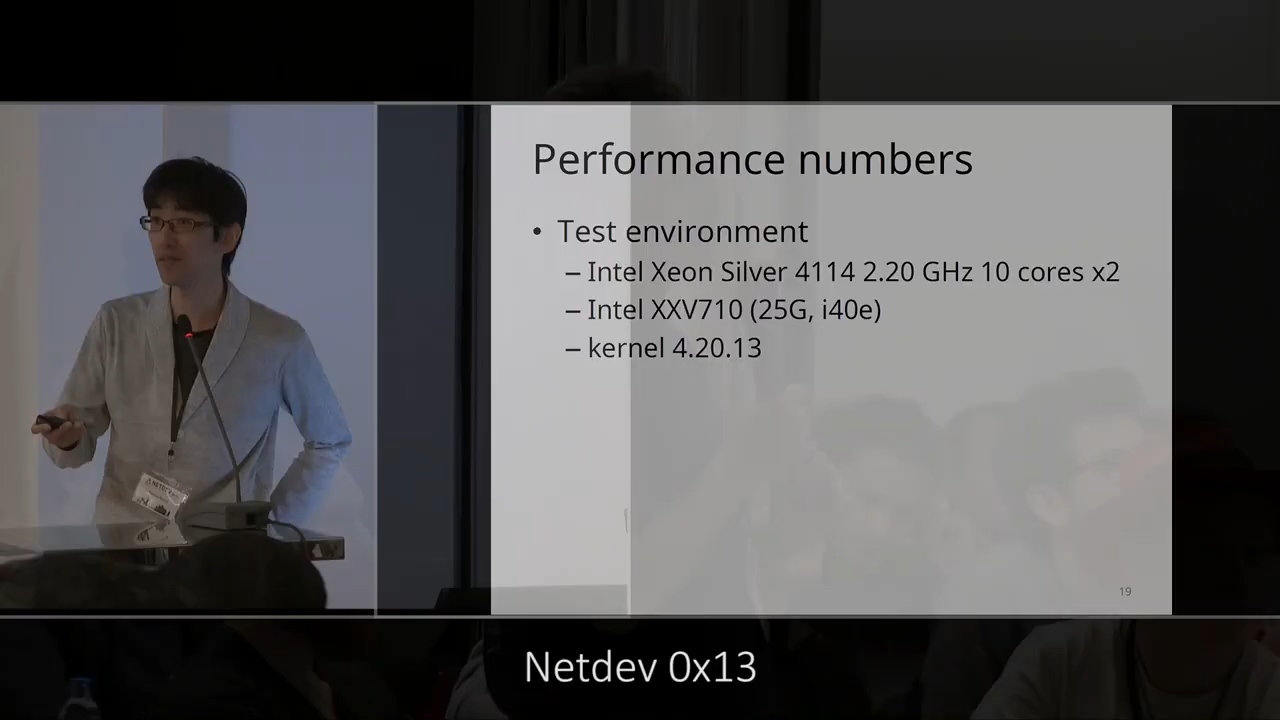 Performance numbers
• Test environment
– Intel Xeon Silver 4114 2.20 GHz 10 cores x2
– Intel XXV710 (25G, i40e)
– kernel 4.20.13
19
Netdev 0x13